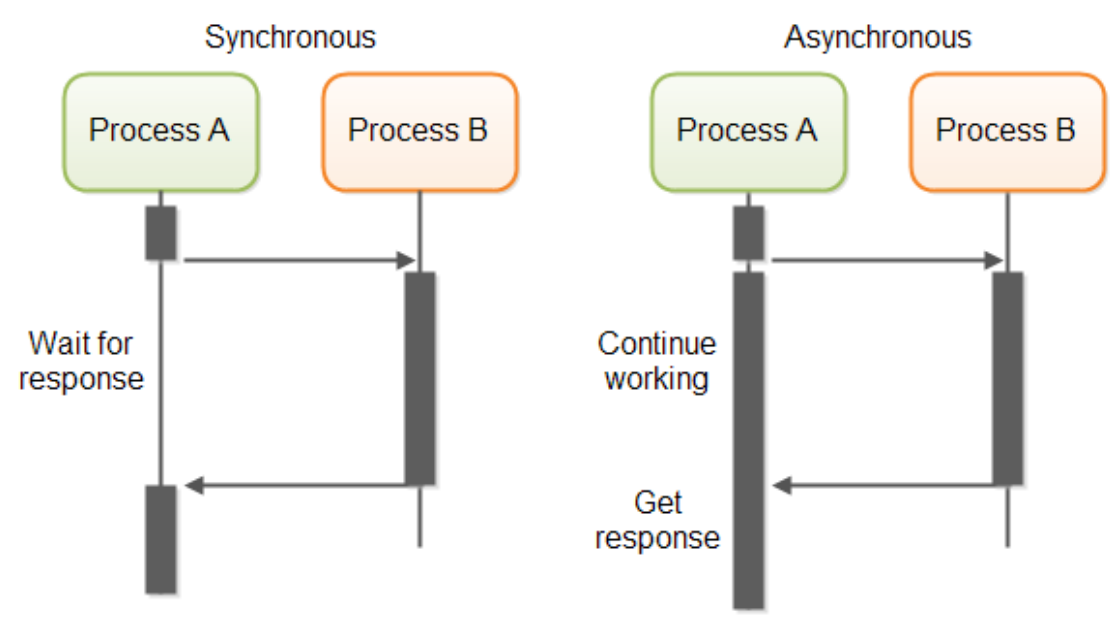 Synchronous
Asynchronous
Process A
Process B
Process A
Process B
Wait for
response
Continue
working
Get
response